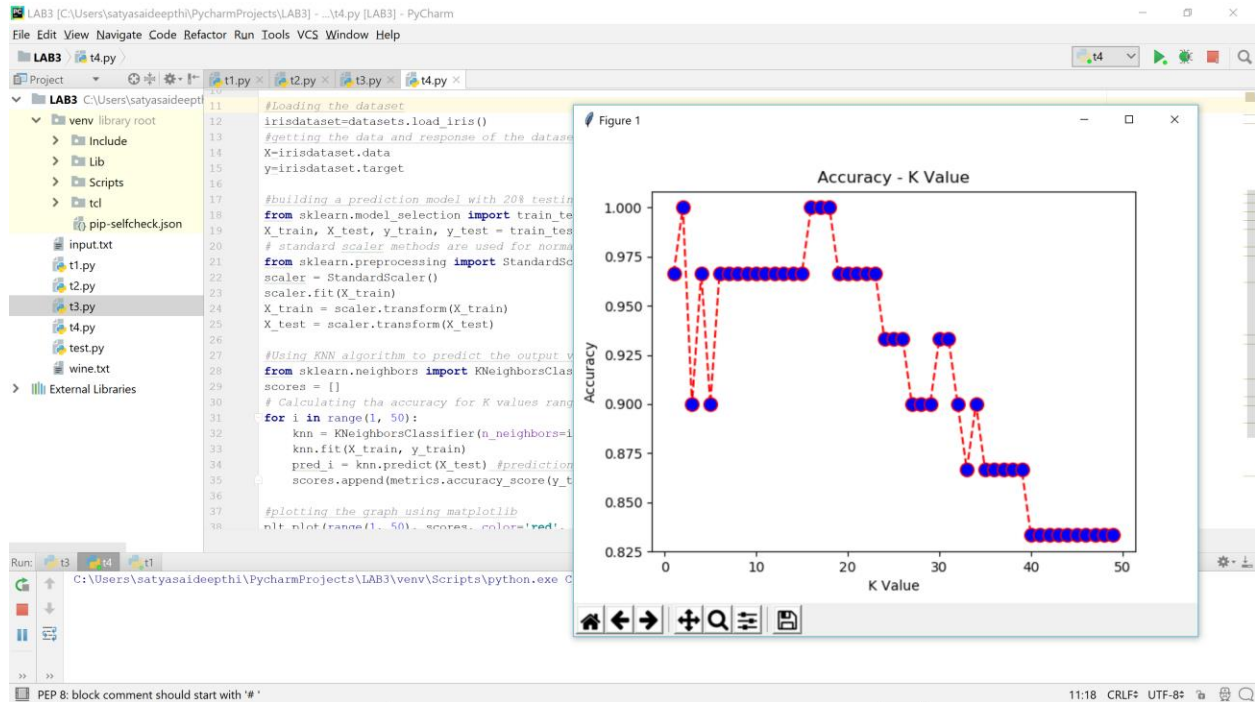 LAB3 [C:\Users\satyasaideepthi\PycharmProjects\LAB3] - ...\t4.py [LAB3] - PyCharm
File Edit View Navigate Code Refactor Run Tools VCS Window Help
LAB3 t4.py
t4
Project
t1.py t2.py t3.py t4.py
LAB3 C:\Users\satyasaideepth
venv library root
Include
Lib
Scripts
tcl
pip-selfcheck.json
input.txt
t1.py
t2.py
t3.py
t4.py
test.py
wine.txt
External Libraries
11 #Loading the dataset
12 irisdataset=datasets.load_iris()
13 #getting the data and response of the datase
14 X=irisdataset.data
15 y=irisdataset.target
16
17 #building a prediction model with 20% testin
18 from sklearn.model_selection import train_te
19 X_train, X_test, y_train, y_test = train_tes
20 # standard scaler methods are used for norma
21 from sklearn.preprocessing import StandardSc
22 scaler = StandardScaler()
23 scaler.fit(X_train)
24 X_train = scaler.transform(X_train)
25 X_test = scaler.transform(X_test)
26
27 #Using KNN algorithm to predict the output v
28 from sklearn.neighbors import KNeighborsClas
29 scores = []
30 # Calculating tha accuracy for K values rang
31 for i in range(1, 50):
32 knn = KNeighborsClassifier(n_neighbors=i
33 knn.fit(X_train, y_train)
34 pred_i = knn.predict(X_test) #prediction
35 scores.append(metrics.accuracy_score(y_t
36
37 #plotting the graph using matplotlib
38 plt.plot(range(1, 50), scores, color='red',
Figure 1
Accuracy - K Value
1.000
0.975
0.950
0.925
0.900
0.875
0.850
0.825
Accuracy
0 10 20 30 40 50
K Value
Run: t3 t4 t1
C:\Users\satyasaideepthi\PycharmProjects\LAB3\venv\Scripts\python.exe C
PEP 8: block comment should start with '# '
11:18 CRLF UTF-8